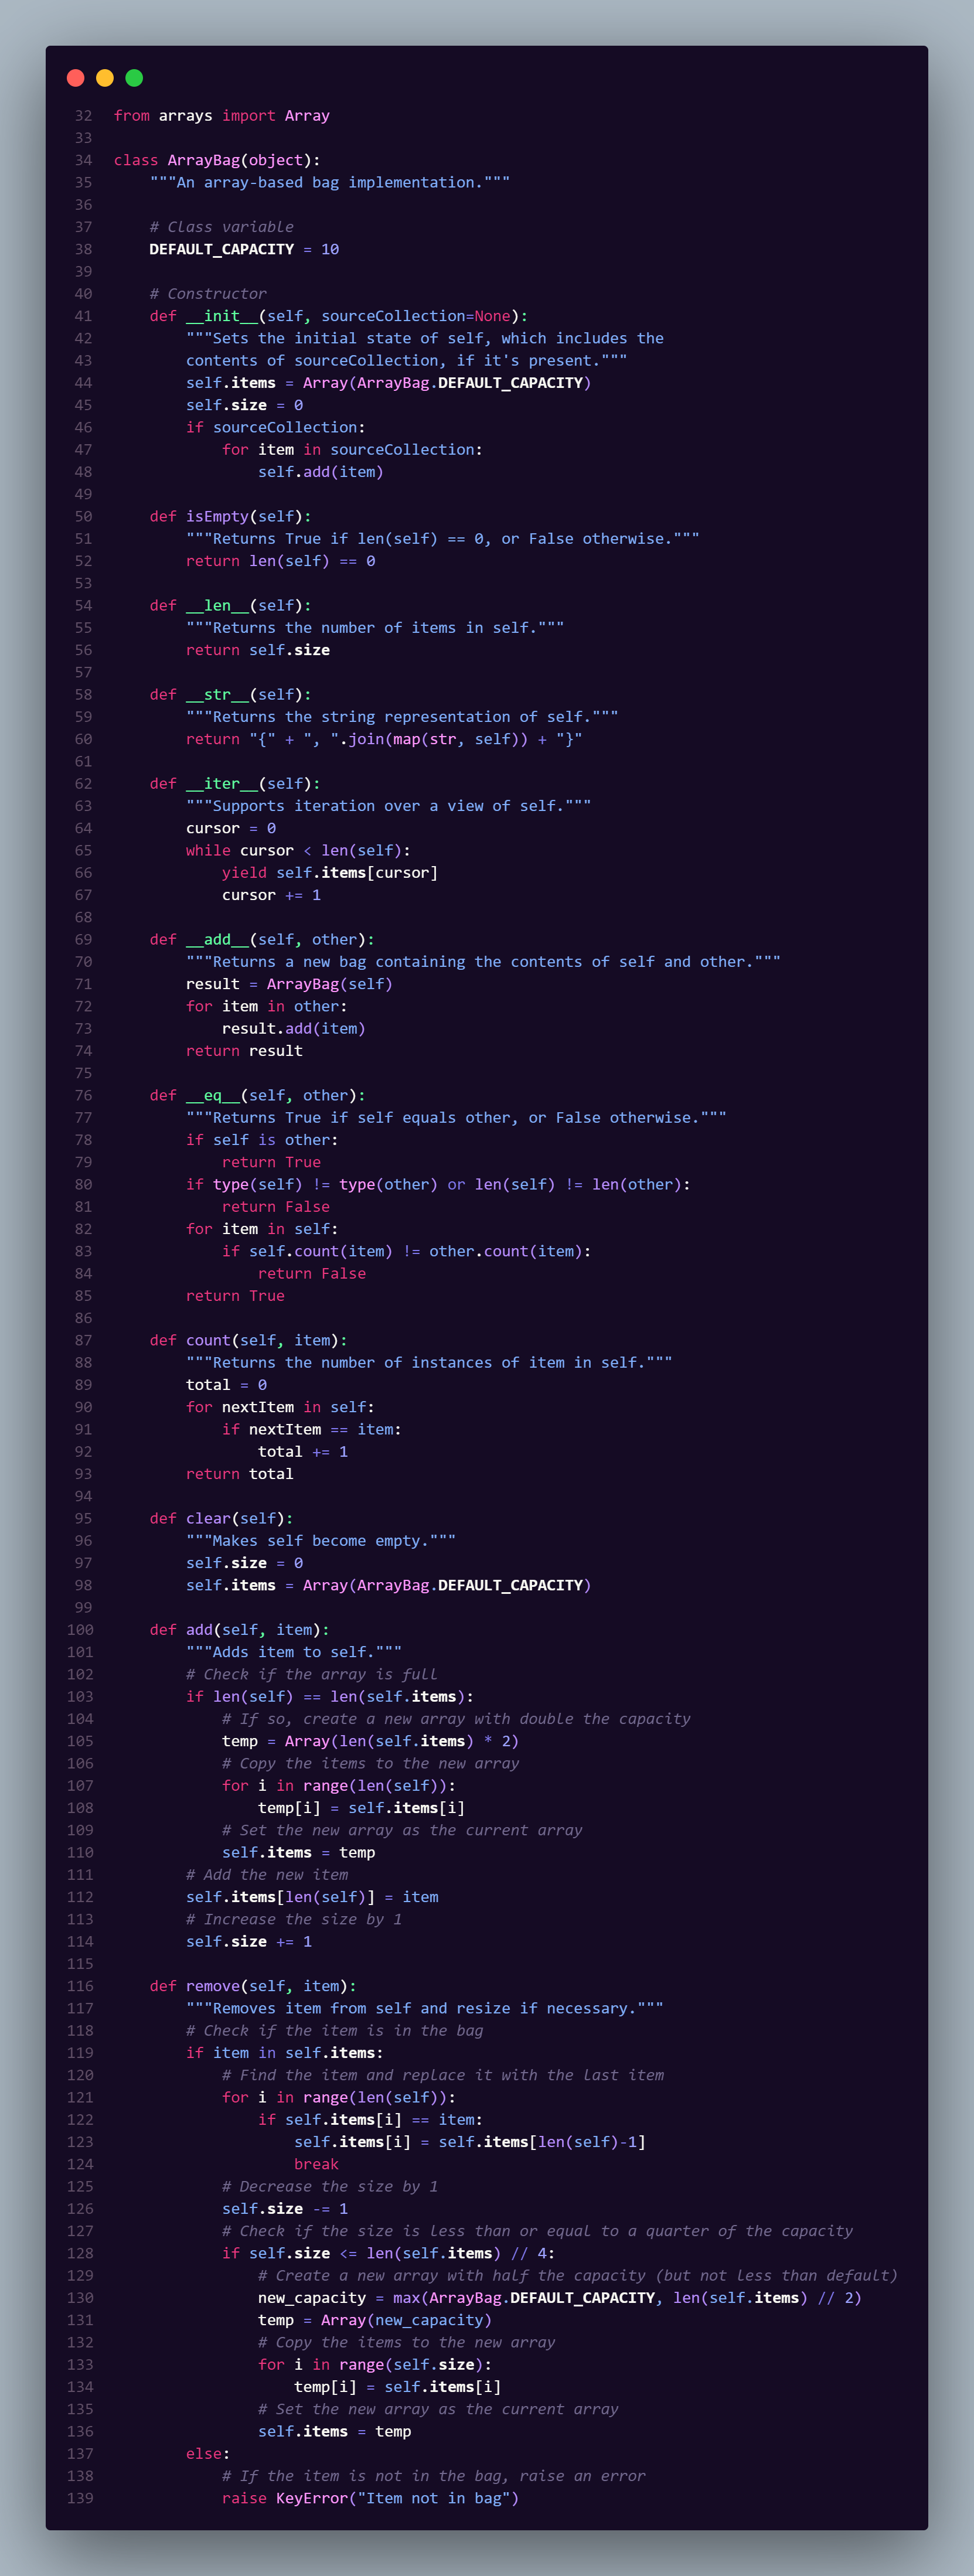 32 from arrays import Array
33
34 class ArrayBag(object):
35     """An array-based bag implementation."""
36
37     # Class variable
38     DEFAULT_CAPACITY = 10
39
40     # Constructor
41     def __init__(self, sourceCollection=None):
42         """Sets the initial state of self, which includes the
43         contents of sourceCollection, if it's present."""
44         self.items = Array(ArrayBag.DEFAULT_CAPACITY)
45         self.size = 0
46         if sourceCollection:
47             for item in sourceCollection:
48                 self.add(item)
49
50     def isEmpty(self):
51         """Returns True if len(self) == 0, or False otherwise."""
52         return len(self) == 0
53
54     def __len__(self):
55         """Returns the number of items in self."""
56         return self.size
57
58     def __str__(self):
59         """Returns the string representation of self."""
60         return "{" + ", ".join(map(str, self)) + "}"
61
62     def __iter__(self):
63         """Supports iteration over a view of self."""
64         cursor = 0
65         while cursor < len(self):
66             yield self.items[cursor]
67             cursor += 1
68
69     def __add__(self, other):
70         """Returns a new bag containing the contents of self and other."""
71         result = ArrayBag(self)
72         for item in other:
73             result.add(item)
74         return result
75
76     def __eq__(self, other):
77         """Returns True if self equals other, or False otherwise."""
78         if self is other:
79             return True
80         if type(self) != type(other) or len(self) != len(other):
81             return False
82         for item in self:
83             if self.count(item) != other.count(item):
84                 return False
85         return True
86
87     def count(self, item):
88         """Returns the number of instances of item in self."""
89         total = 0
90         for nextItem in self:
91             if nextItem == item:
92                 total += 1
93         return total
94
95     def clear(self):
96         """Makes self become empty."""
97         self.size = 0
98         self.items = Array(ArrayBag.DEFAULT_CAPACITY)
99
100     def add(self, item):
101         """Adds item to self."""
102         # Check if the array is full
103         if len(self) == len(self.items):
104             # If so, create a new array with double the capacity
105             temp = Array(len(self.items) * 2)
106             # Copy the items to the new array
107             for i in range(len(self)):
108                 temp[i] = self.items[i]
109             # Set the new array as the current array
110             self.items = temp
111         # Add the new item
112         self.items[len(self)] = item
113         # Increase the size by 1
114         self.size += 1
115
116     def remove(self, item):
117         """Removes item from self and resize if necessary."""
118         # Check if the item is in the bag
119         if item in self.items:
120             # Find the item and replace it with the last item
121             for i in range(len(self)):
122                 if self.items[i] == item:
123                     self.items[i] = self.items[len(self)-1]
124                     break
125             # Decrease the size by 1
126             self.size -= 1
127             # Check if the size is less than or equal to a quarter of the capacity
128             if self.size <= len(self.items) // 4:
129                 # Create a new array with half the capacity (but not less than default)
130                 new_capacity = max(ArrayBag.DEFAULT_CAPACITY, len(self.items) // 2)
131                 temp = Array(new_capacity)
132                 # Copy the items to the new array
133                 for i in range(self.size):
134                     temp[i] = self.items[i]
135                 # Set the new array as the current array
136                 self.items = temp
137         else:
138             # If the item is not in the bag, raise an error
139             raise KeyError("Item not in bag")